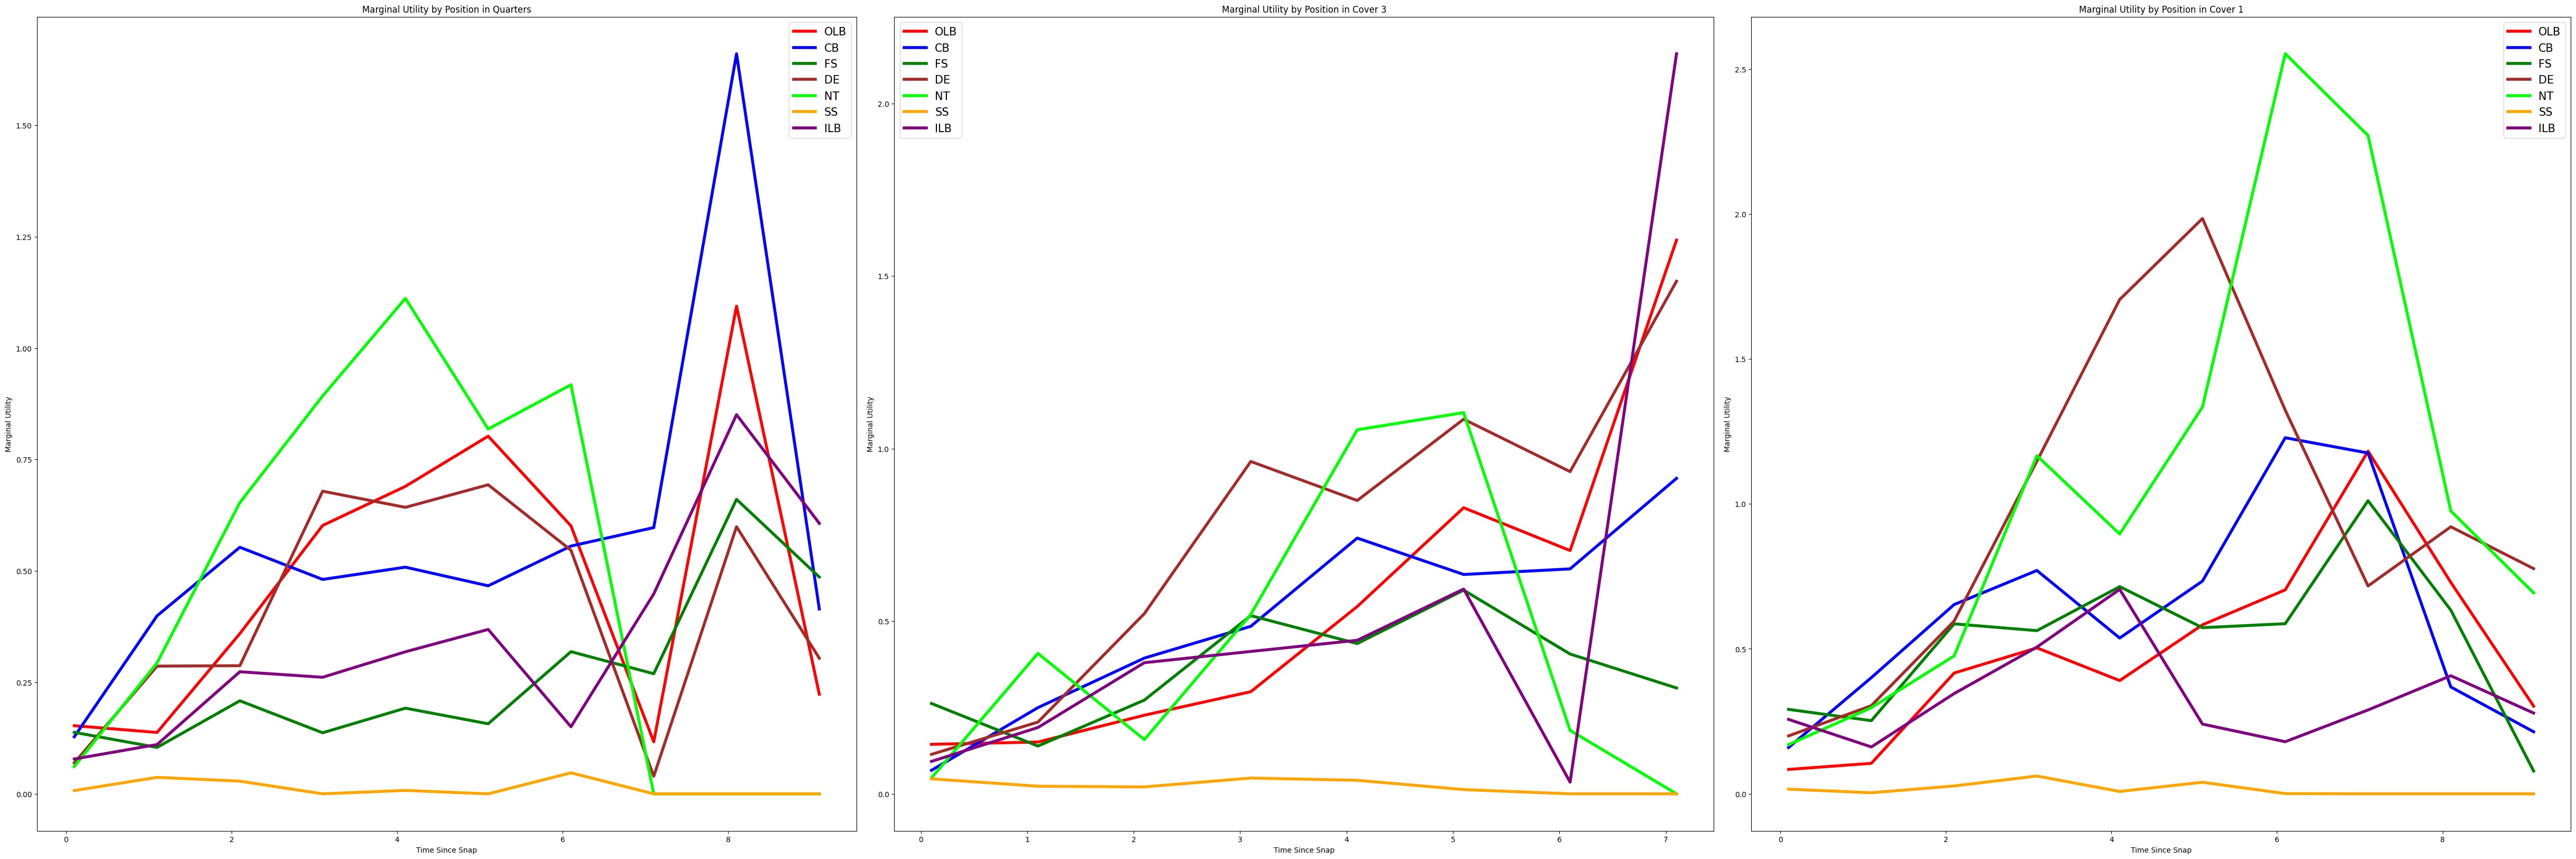 Marginal Utility by Position in Quarters
OLB
CB
FS
DE
NT
SS
ILB
1.50
1.25
1.00
0.75
0.50
0.25
0.00
Marginal Utility
0 2 4 6 8
Time Since Snap
Marginal Utility by Position in Cover 3
OLB
CB
FS
DE
NT
SS
ILB
2.0
1.5
1.0
0.5
0.0
Marginal Utility
0 1 2 3 4 5 6 7
Time Since Snap
Marginal Utility by Position in Cover 1
OLB
CB
FS
DE
NT
SS
ILB
2.5
2.0
1.5
1.0
0.5
0.0
Marginal Utility
0 2 4 6 8
Time Since Snap